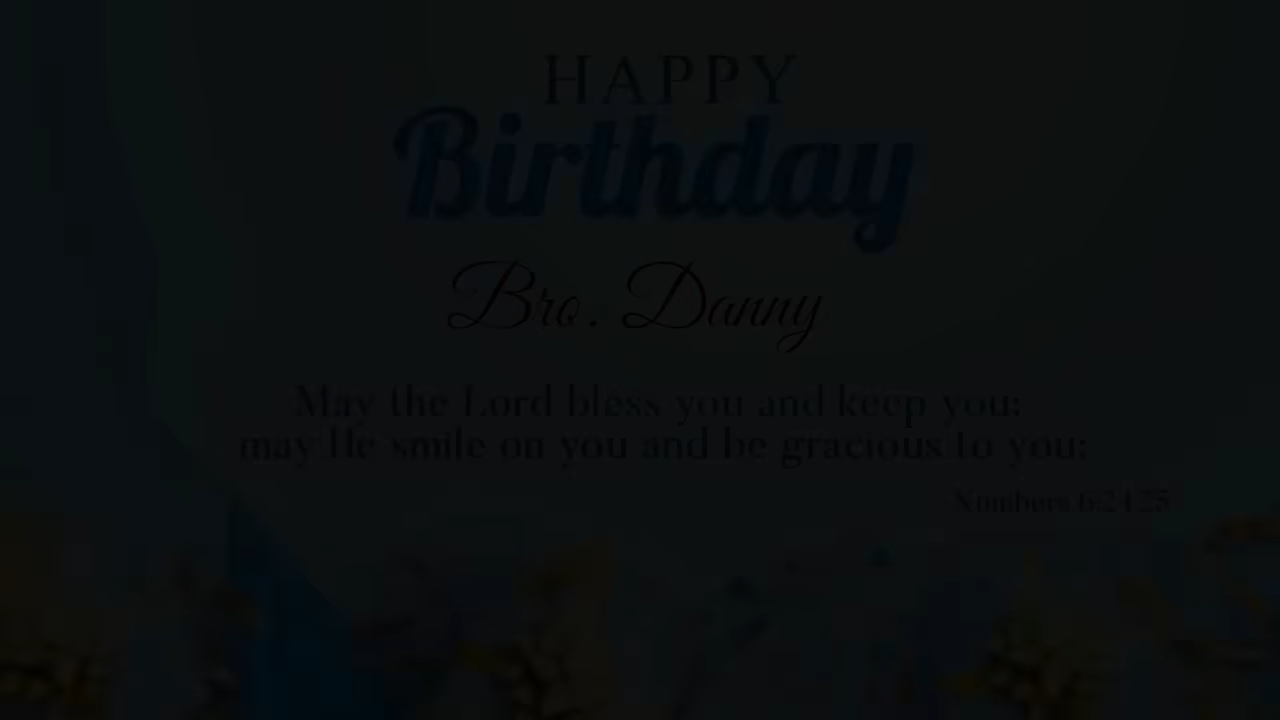 HAPPY
Birthday
Bro. Danny
May the Lord bless you and keep you;
may He smile on you and be gracious to you;
Numbers 6:24-25